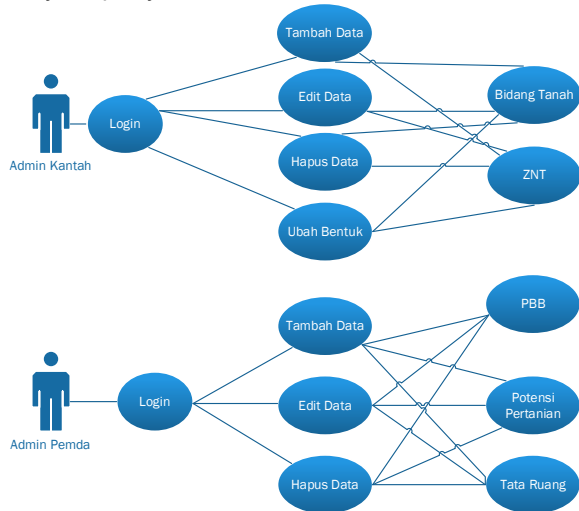 Tambah Data
Edit Data
Bidang Tanah
Login
Hapus Data
ZNT
Admin Kantah
Ubah Bentuk
PBB
Tambah Data
Login
Edit Data
Potensi
Pertanian
Admin Pemda
Hapus Data
Tata Ruang